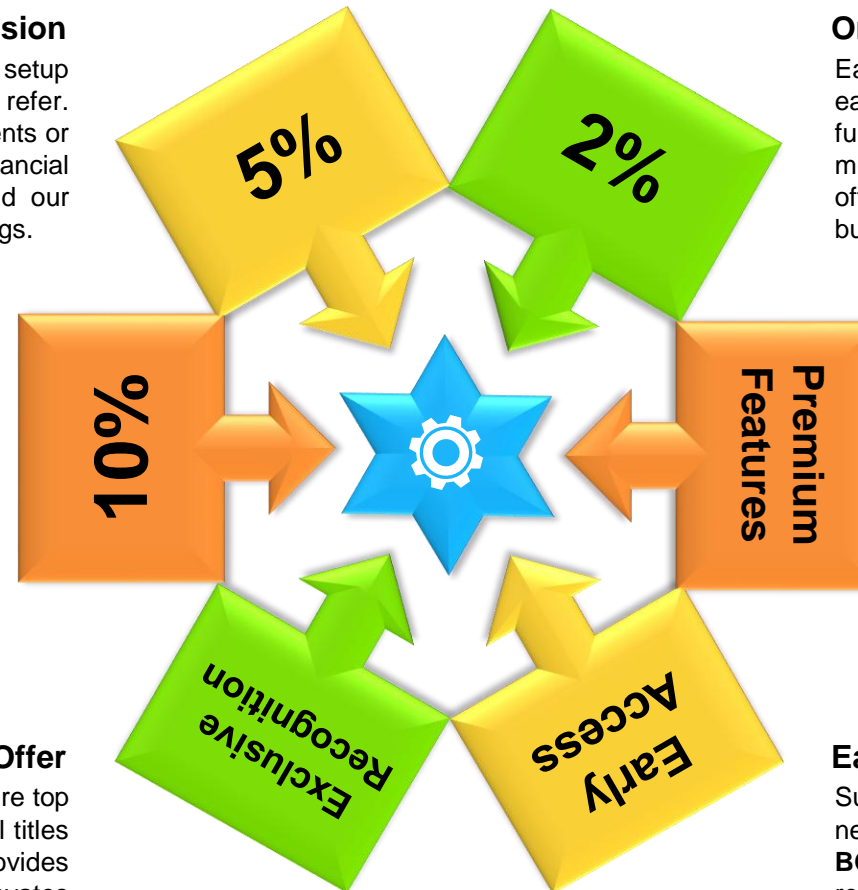 sion
setup
refer.
ents or
ancial
d our
gs.
5%
2%
Ea
ea
fu
m
of
bu
10%
Premium
Features
Exclusive
Recognition
Early
Access
Offer
re top
l titles
ovides
Ea
Su
ne